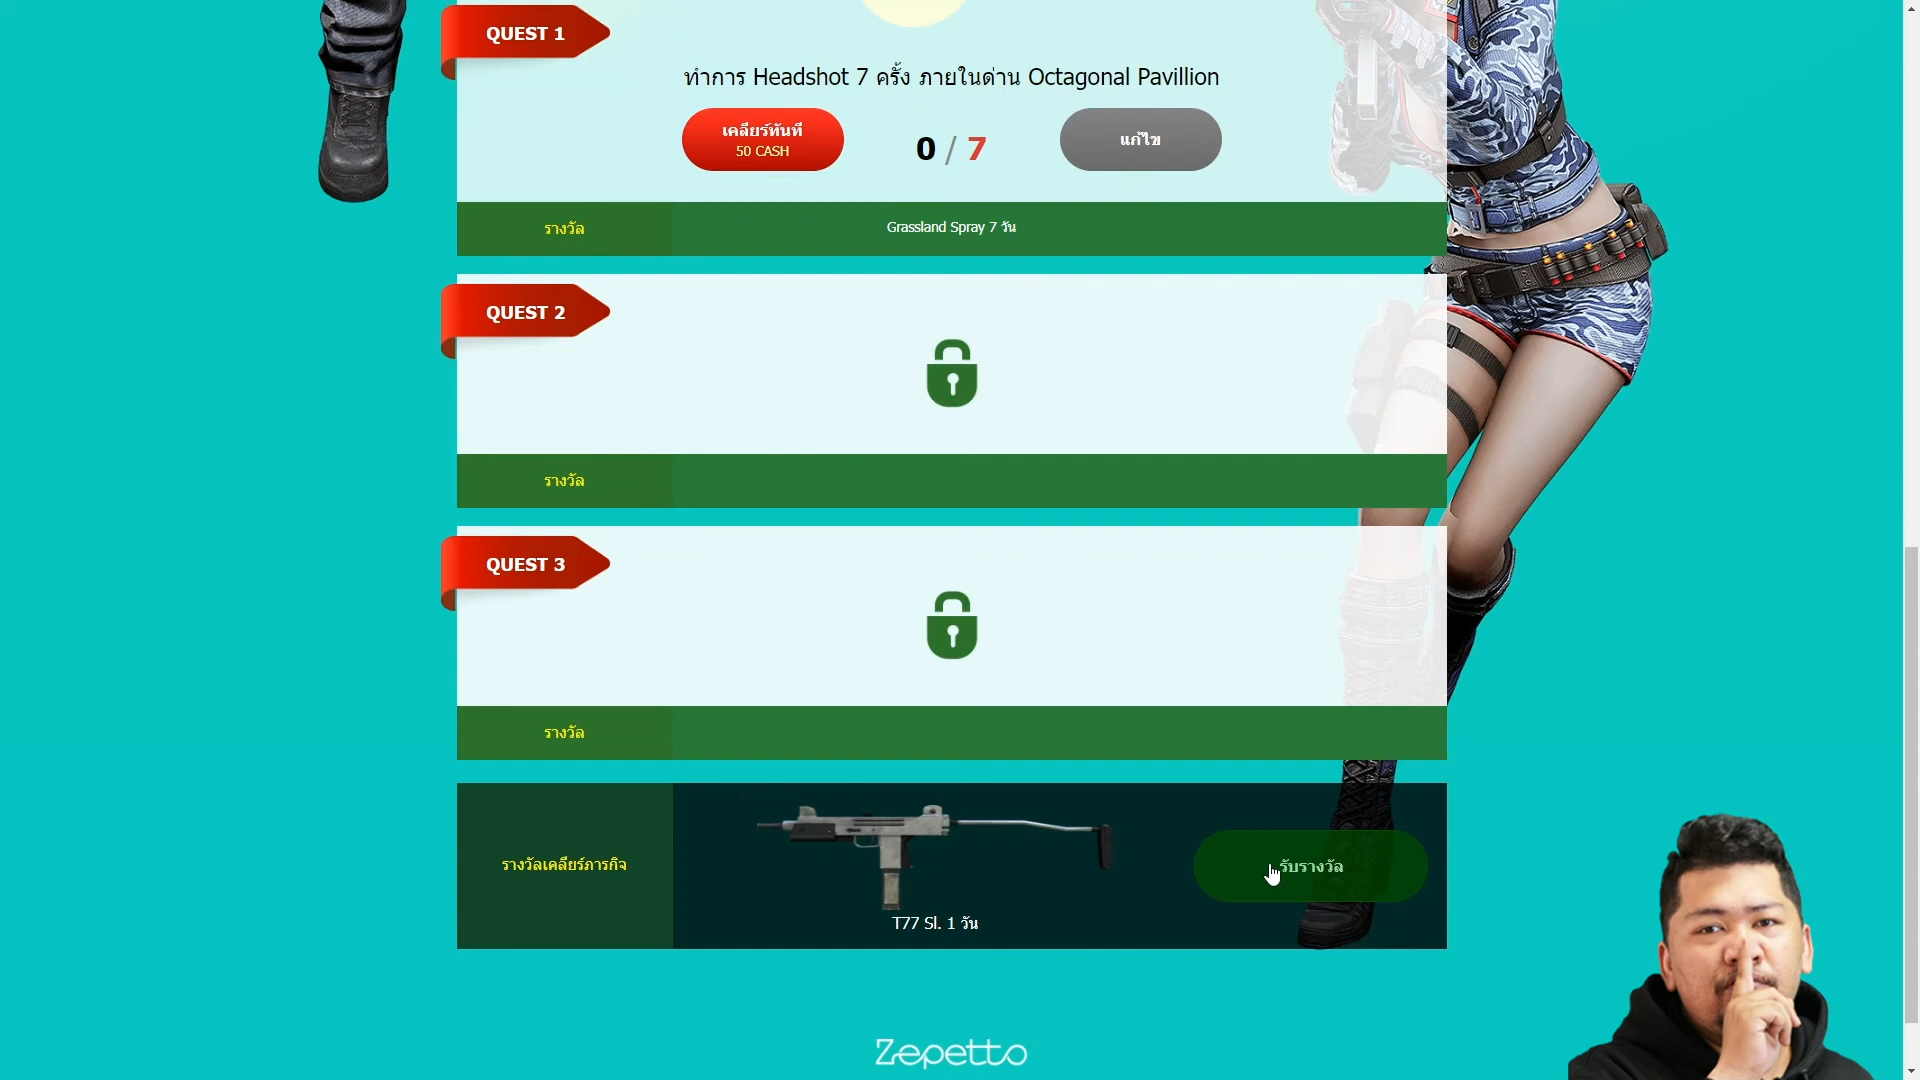 QUEST 1
ทำการ Headshot 7 ครั้ง ภายในด่าน Octagonal Pavillion
เคลียร์ทันที
50 CASH
0 / 7
แก้ไข
รางวัล
Grassland Spray 7 วัน
QUEST 2
รางวัล
QUEST 3
รางวัล
รางวัลเคลียร์ภารกิจ
T77 Sl. 1 วัน
รับรางวัล
Zepetto